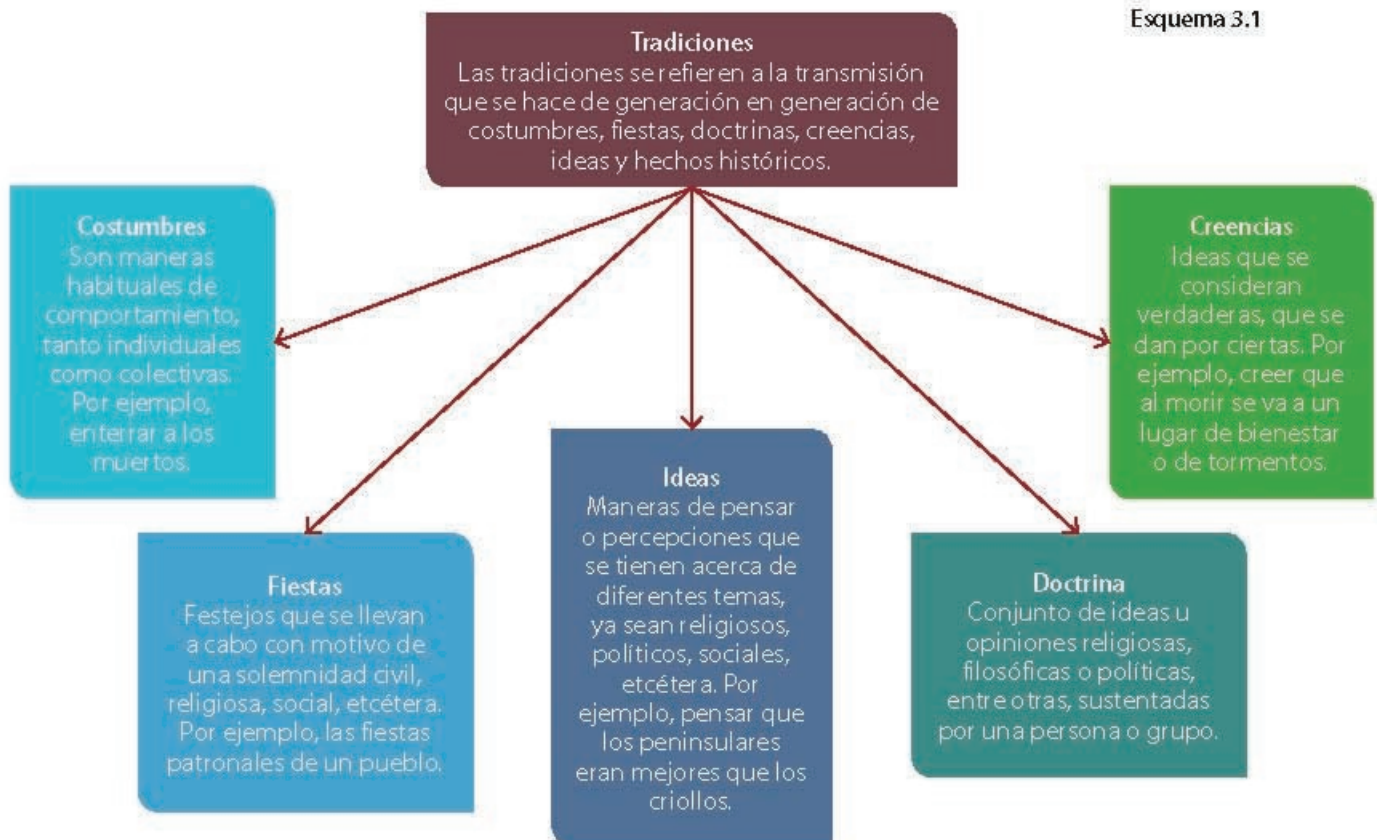 Esquema 3.1
Tradiciones
Las tradiciones se refieren a la transmisión
que se hace de generación en generación de
costumbres, fiestas, doctrinas, creencias,
ideas y hechos históricos.
Costumbres
Son maneras
habituales de
comportamiento,
tanto individuales
como colectivas.
Por ejemplo,
enterrar a los
muertos.
Creencias
Ideas que se
consideran
verdaderas, que se
dan por ciertas. Por
ejemplo, creer que
al morir se va a un
lugar de bienestar
o de tormentos.
Fiestas
Festejos que se llevan
a cabo con motivo de
una solemnidad civil,
religiosa, social, etcétera.
Por ejemplo, las fiestas
patronales de un pueblo.
Ideas
Maneras de pensar
o percepciones que
se tienen acerca de
diferentes temas,
ya sean religiosos,
políticos, sociales,
etcétera. Por
ejemplo, pensar que
los peninsulares
eran mejores que los
criollos.
Doctrina
Conjunto de ideas u
opiniones religiosas,
filosóficas o políticas,
entre otras, sustentadas
por una persona o grupo.